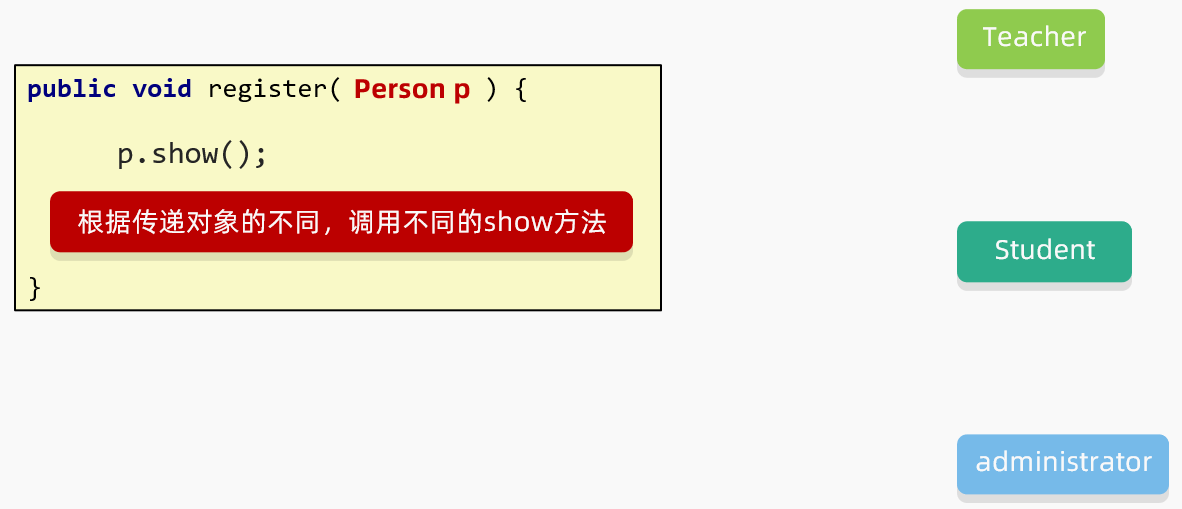 Teacher
public void register( Person p ) {
p.show();
根据传递对象的不同，调用不同的show方法
Student
}
administrator